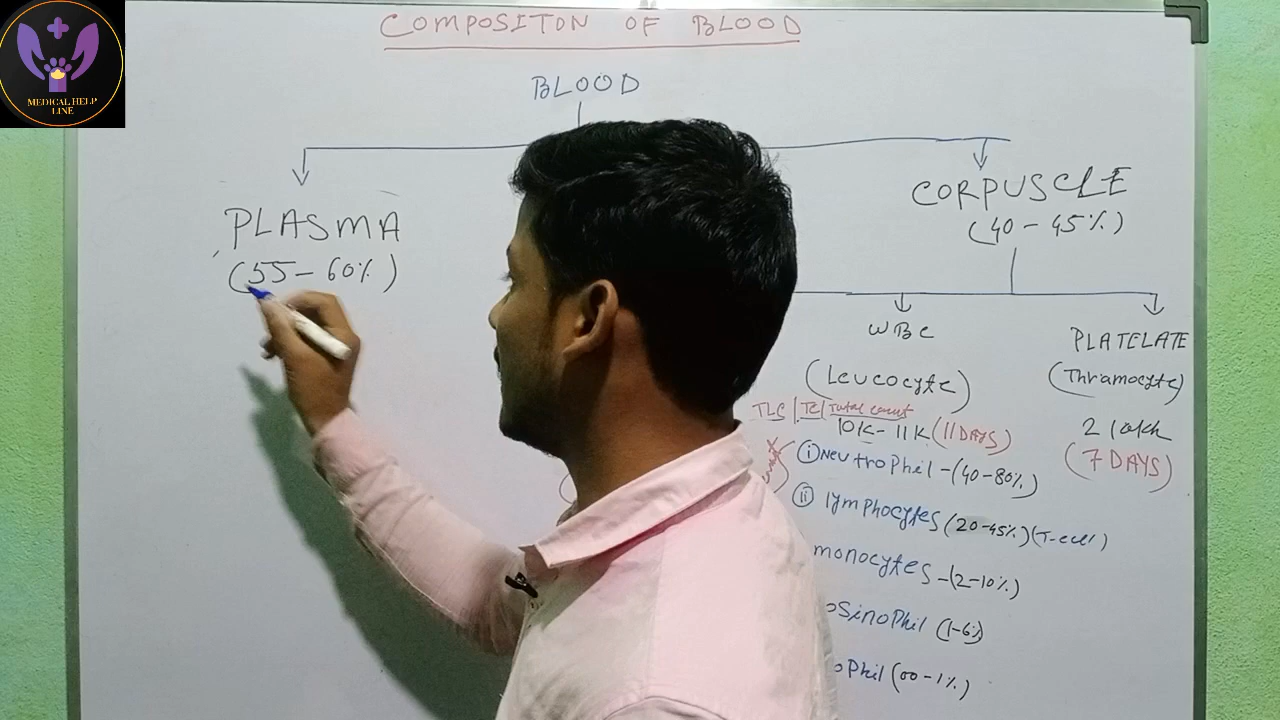 MEDICAL HELP
LINE
COMPOSITON OF BLOOD
BLOOD
PLASMA
(55-60%)
CORPUSCLE
(40-45%)
WBC
(Leucocyte)
TLC | TC | Total count
10K-11K (11 DAYS)
(i) Neutrophil-(40-80%)
(ii) lymphocytes (20-45%) (T-cell)
monocytes-(2-10%)
osinophil (1-6%)
ophil (00-1%)
PLATELATE
(Thramocyte)
2 lakh
(7 DAYS)